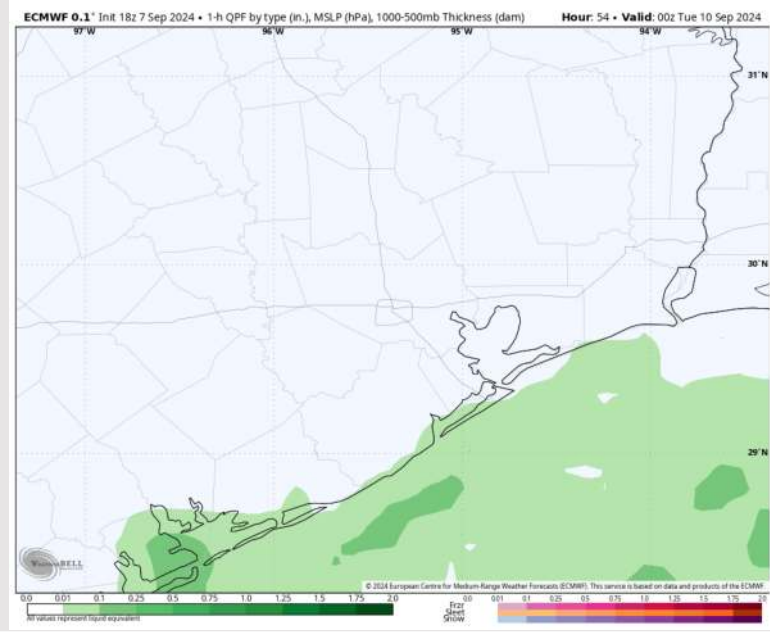 ECMWF 0.1° Init 18z 7 Sep 2024 • 1-h QPF by type (in.), MSLP (hPa), 1000-500mb Thickness (dam) Hour: 54 • Valid: 00z Tue 10 Sep 2024
97°W 96°W 95°W 94°W
31°N
30°N
29°N
WeatherBELL
© 2024 European Centre for Medium-Range Weather Forecasts (ECMWF). This service is based on data and products of the ECMWF.
0.0 0.01 0.1 0.25 0.5 0.75 1.0 1.25 1.5 1.75 2.0
0.0 0.01 0.1 0.25 0.5 0.75 1.0 1.25 1.5 1.75 2.0
All values represent liquid equivalent
Frzr
Sleet
Snow